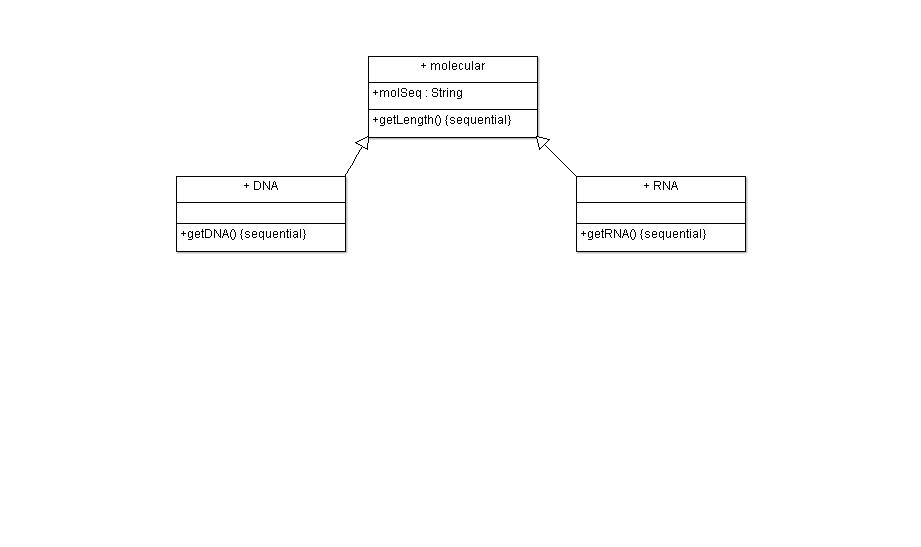 + molecular
+molSeq : String
+getLength() {sequential}
+ DNA
+getDNA() {sequential}
+ RNA
+getRNA() {sequential}